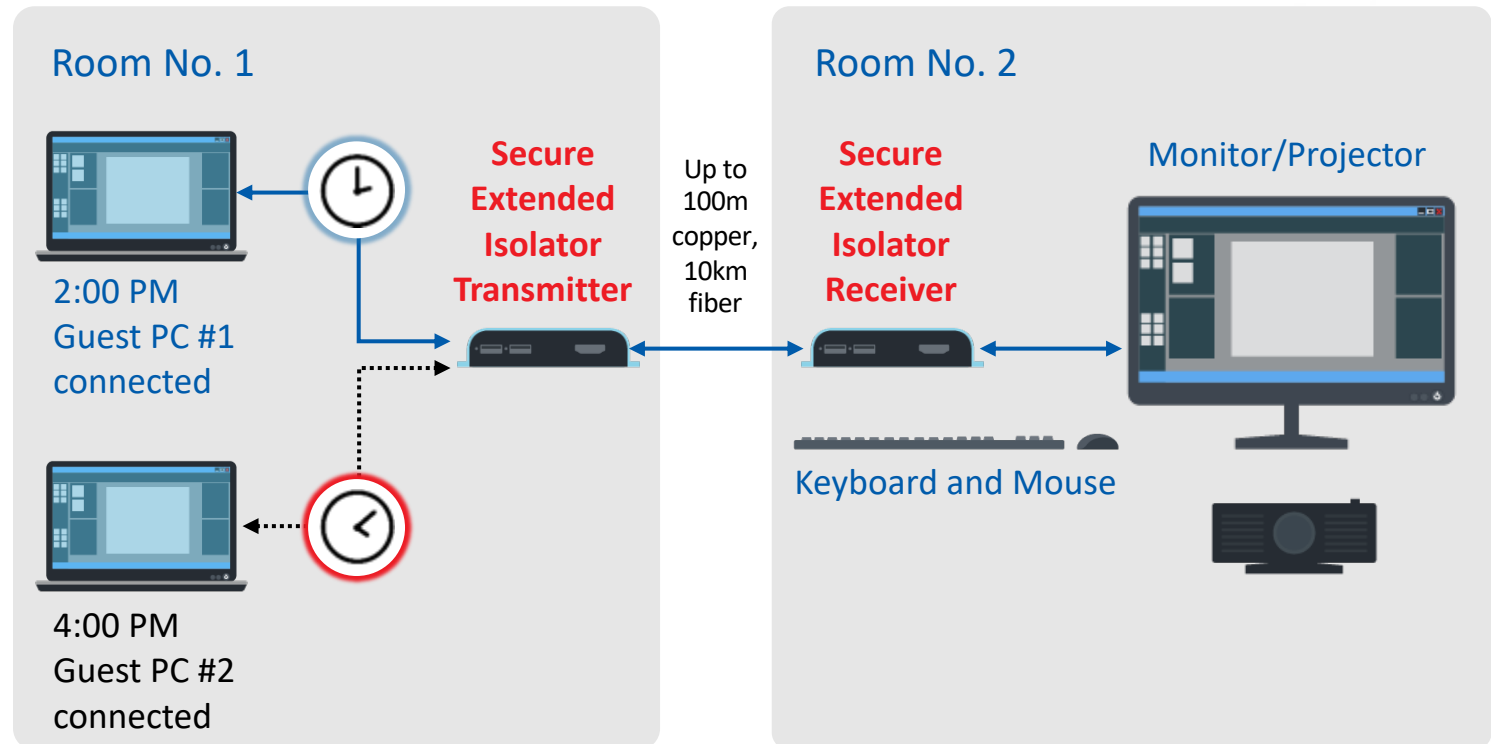 Room No. 1
2:00 PM
Guest PC #1
connected
4:00 PM
Guest PC #2
connected
Secure
Extended
Isolator
Transmitter
Up to
100m
copper,
10km
fiber
Room No. 2
Secure
Extended
Isolator
Receiver
Monitor/Projector
Keyboard and Mouse